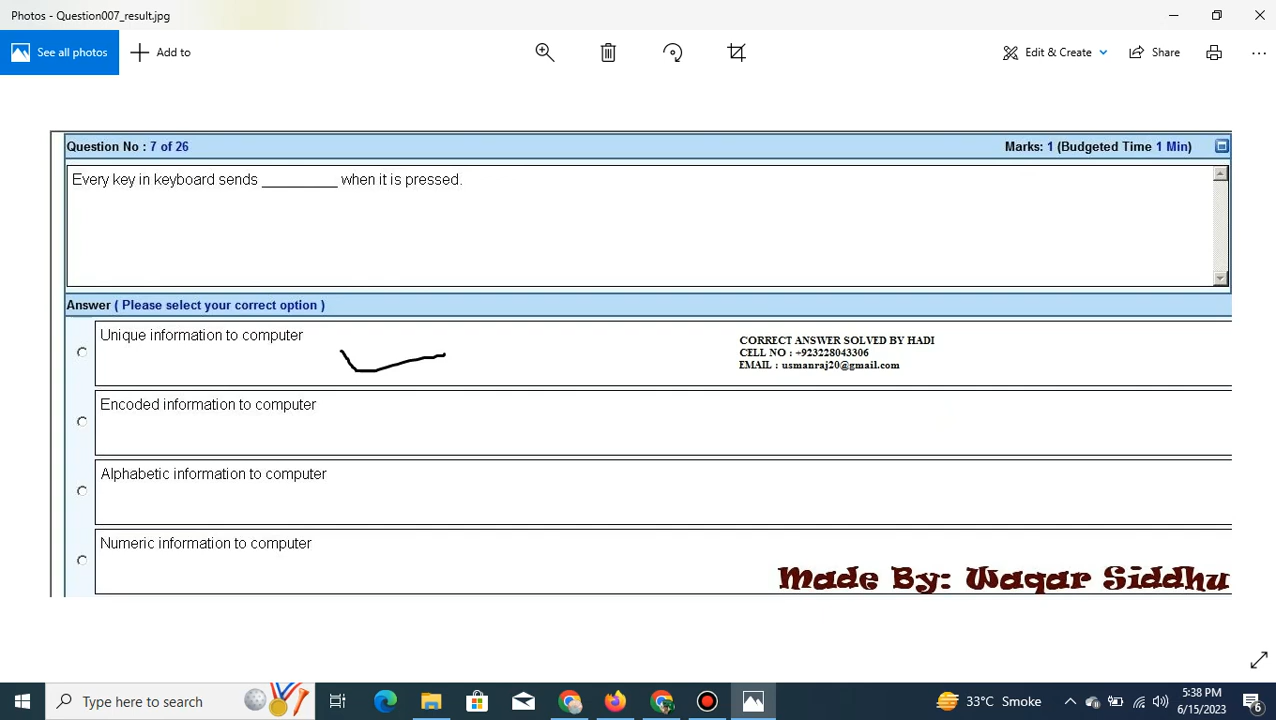 Photos - Question007_result.jpg
See all photos
Add to
Edit & Create
Share
Question No : 7 of 26
Marks: 1 (Budgeted Time 1 Min)
Every key in keyboard sends __________ when it is pressed.
Answer ( Please select your correct option )
Unique information to computer
CORRECT ANSWER SOLVED BY HADI
CELL NO : +923228043306
EMAIL : usmanraj20@gmail.com
Encoded information to computer
Alphabetic information to computer
Numeric information to computer
Made By: Waqar Siddhu
Type here to search
33°C Smoke
5:38 PM
6/15/2023
6